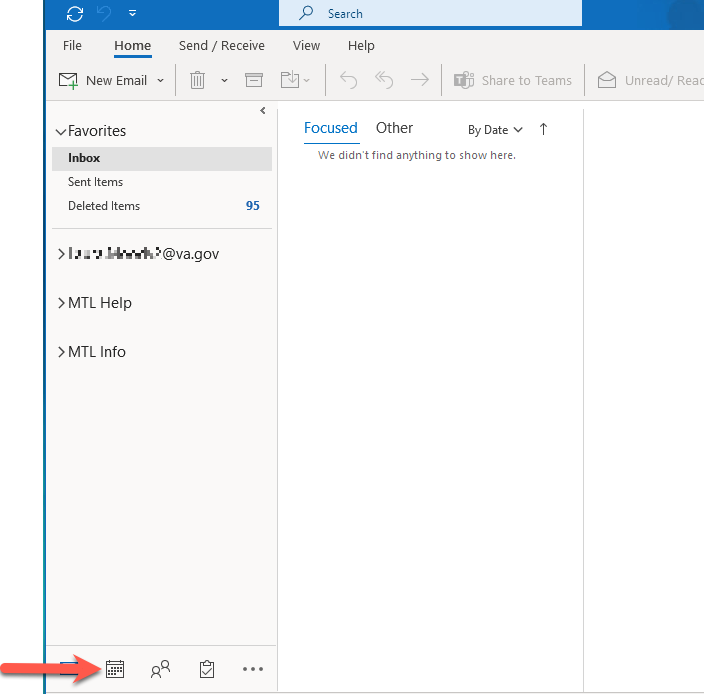 Search
File Home Send / Receive View Help
New Email Share to Teams Unread/ Read
Favorites
Focused Other By Date
We didn't find anything to show here.
Inbox
Sent Items
Deleted Items 95
@va.gov
MTL Help
MTL Info